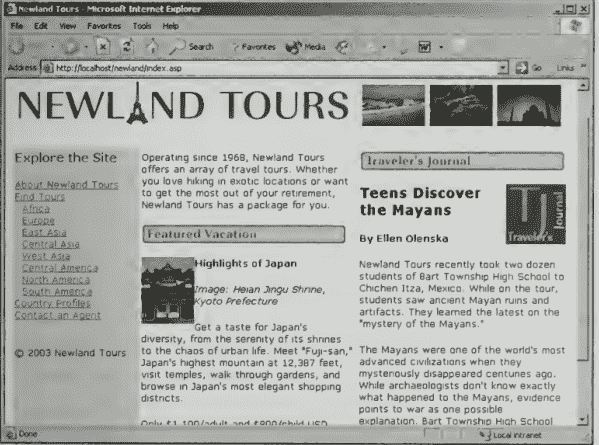 Newland Tours - Microsoft Internet Explorer
File Edit View Favorites Tools Help
Search Favorites Media
Address http://localhost/newland/index.asp Go Links »
NEWLAND TOURS
Explore the Site
About Newland Tours
Find Tours
Africa
Europe
East Asia
Central Asia
West Asia
Central America
North America
South America
Country Profiles
Contact an Agent
© 2003 Newland Tours
Operating since 1968, Newland Tours
offers an array of travel tours. Whether
you love hiking in exotic locations or want
to get the most out of your retirement,
Newland Tours has a package for you.
Featured Vacation
Highlights of Japan
Image: Heian Jingu Shrine,
Kyoto Prefecture
Get a taste for Japan's
diversity, from the serenity of its shrines
to the chaos of urban life. Meet "Fuji-san,"
Japan's highest mountain at 12,387 feet,
visit temples, walk through gardens, and
browse in Japan's most elegant shopping
districts.
Only $1,100/adult and $800/child USD
Traveler's Journal
Teens Discover
the Mayans
TJ
Traveler's
Journal
By Ellen Olenska
Newland Tours recently took two dozen
students of Bart Township High School to
Chichen Itza, Mexico. While on the tour,
students saw ancient Mayan ruins and
artifacts. They learned the latest on the
"mystery of the Mayans."
The Mayans were one of the world's most
advanced civilizations when they
mysteriously disappeared centuries ago.
While archaeologists don't know exactly
what happened to the Mayans, evidence
points to war as one possible
explanation. Bart Township High School
Done
Local intranet